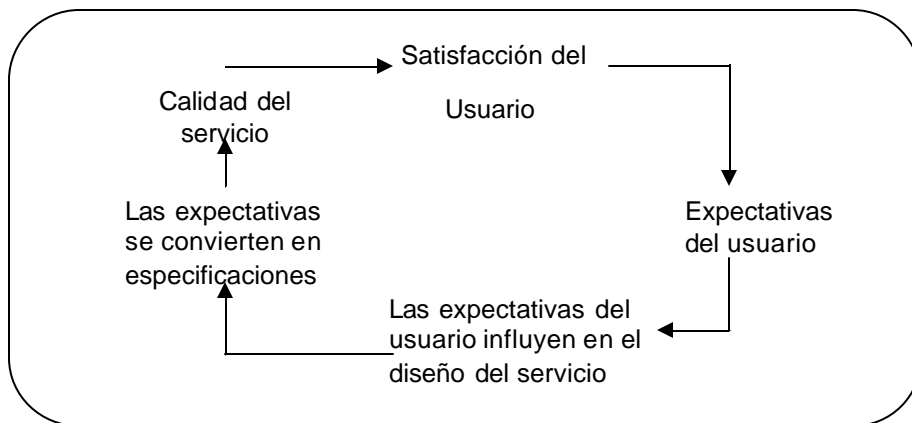 Satisfacción del
Usuario
Calidad del
servicio
Expectativas
del usuario
Las expectativas
se convierten en
especificaciones
Las expectativas del
usuario influyen en el
diseño del servicio